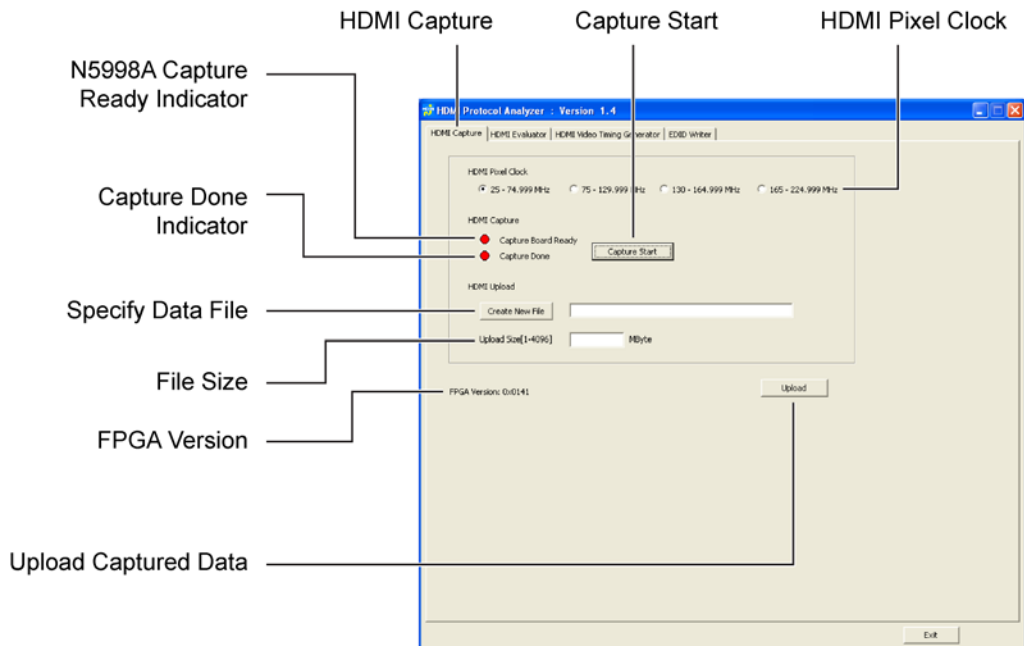 HDMI Capture
Capture Start
HDMI Pixel Clock
N5998A Capture
Ready Indicator
Capture Done
Indicator
Specify Data File
File Size
FPGA Version
Upload Captured Data
HDMI Protocol Analyzer : Version 1.4
HDMI Capture
HDMI Evaluator
HDMI Video Timing Generator
EDID Writer
HDMI Pixel Clock
25 - 74.999 MHz
75 - 129.999 MHz
130 - 164.999 MHz
165 - 224.999 MHz
HDMI Capture
Capture Board Ready
Capture Done
Capture Start
HDMI Upload
Create New File
Upload Size[1-4096]
MByte
FPGA Version: 0x0141
Upload
Exit